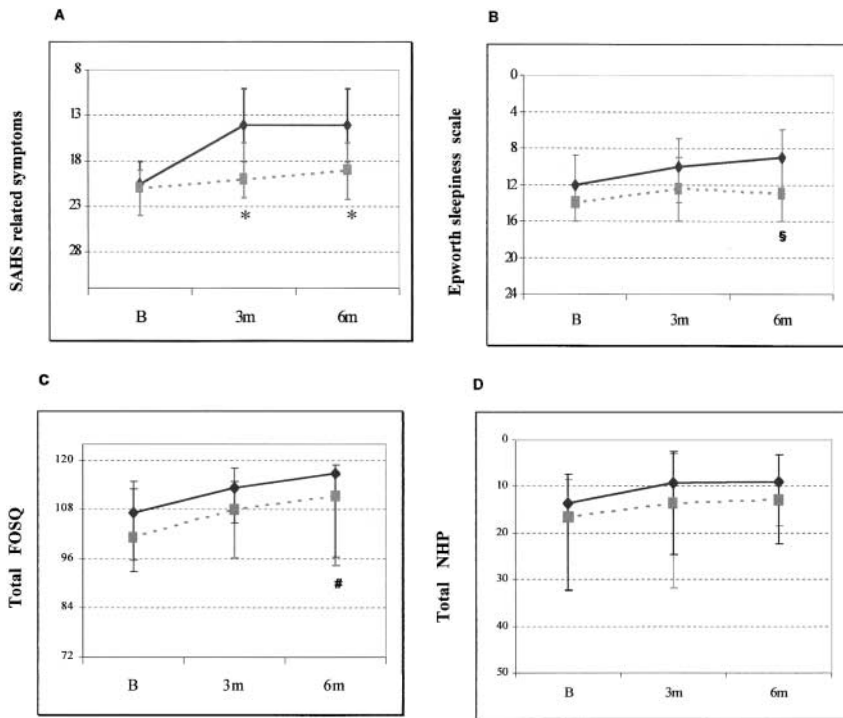 A
SAHS related symptoms
8
13
18
23
28
* *
B 3m 6m
B
Epworth sleepiness scale
0
4
8
12
16
20
24
§
B 3m 6m
C
Total FOSQ
120
108
96
84
72
#
B 3m 6m
D
Total NHP
0
10
20
30
40
50
B 3m 6m